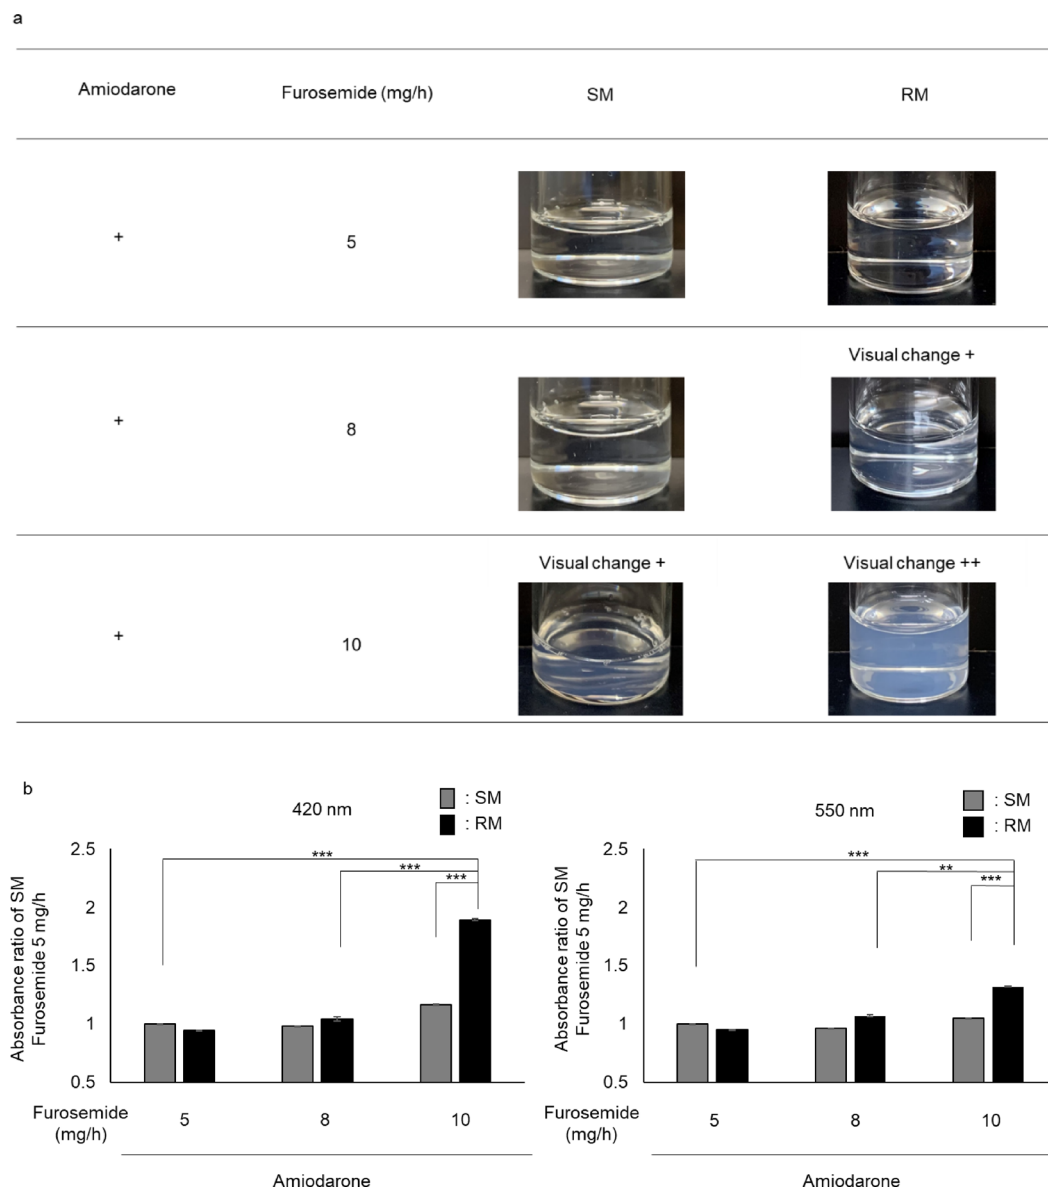 a
Amiodarone Furosemide (mg/h) SM RM
+ 5
Visual change +
+ 8
Visual change + Visual change ++
+ 10
b
420 nm
: SM
: RM
***
***
***
2.5
2
1.5
1
0.5
Absorbance ratio of SM
Furosemide 5 mg/h
Furosemide
(mg/h)
5 8 10
Amiodarone
550 nm
: SM
: RM
***
**
***
2.5
2
1.5
1
0.5
Absorbance ratio of SM
Furosemide 5 mg/h
Furosemide
(mg/h)
5 8 10
Amiodarone